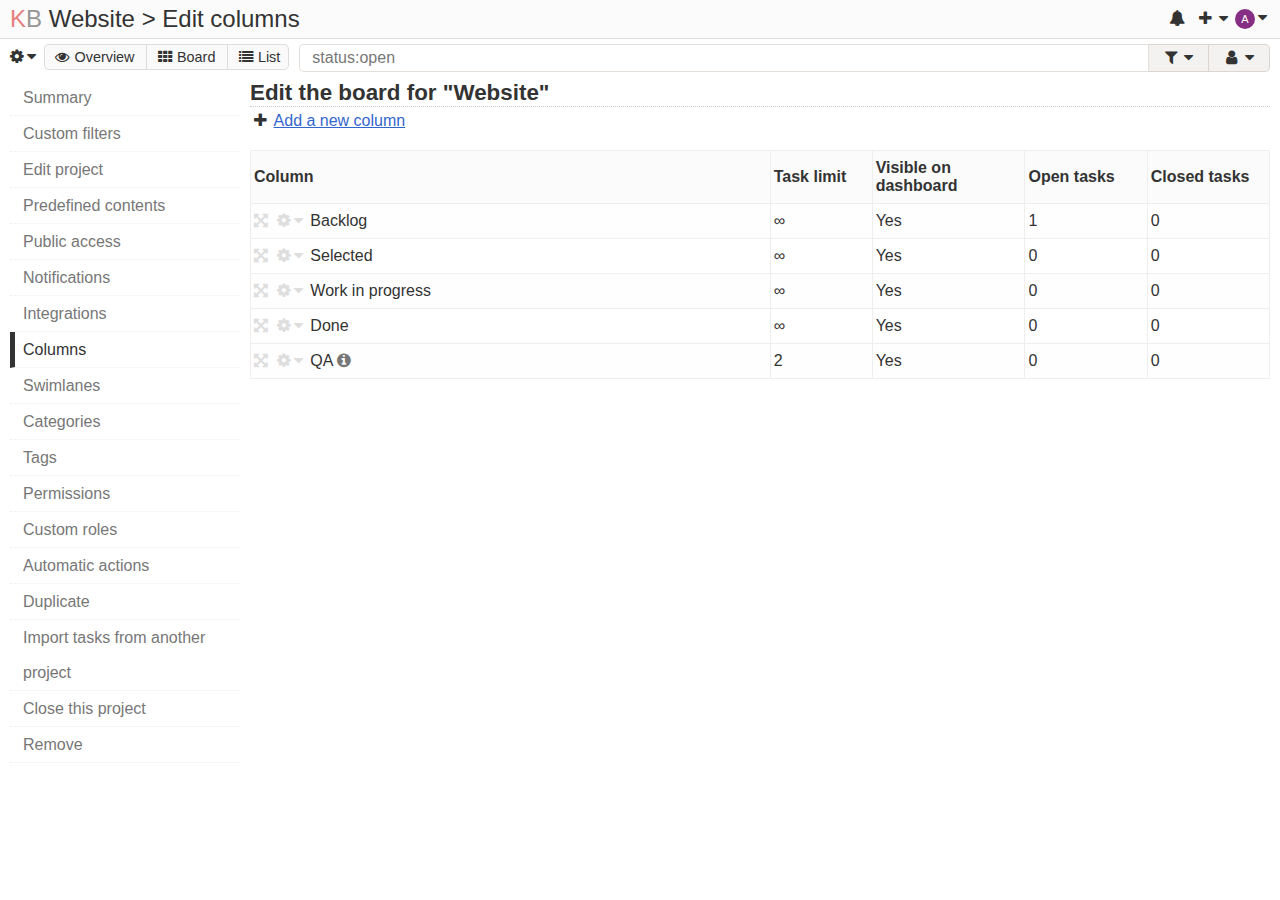 KB Website > Edit columns
A
Overview Board List status:open
Summary
Custom filters
Edit project
Predefined contents
Public access
Notifications
Integrations
Columns
Swimlanes
Categories
Tags
Permissions
Custom roles
Automatic actions
Duplicate
Import tasks from another
project
Close this project
Remove
Edit the board for "Website"
Add a new column
Column Task limit Visible on dashboard Open tasks Closed tasks
Backlog ∞ Yes 1 0
Selected ∞ Yes 0 0
Work in progress ∞ Yes 0 0
Done ∞ Yes 0 0
QA 2 Yes 0 0